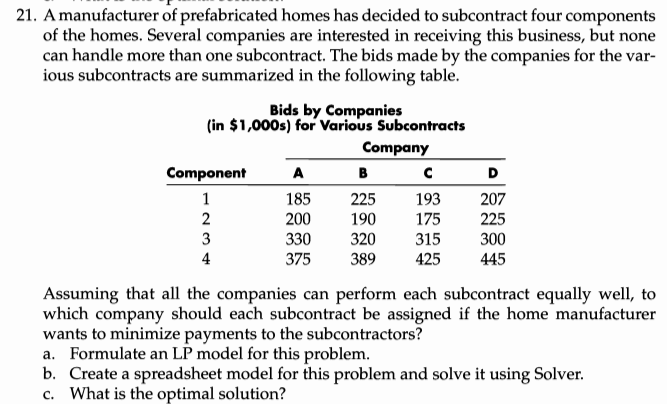 21. A manufacturer of prefabricated homes has decided to subcontract four components
of the homes. Several companies are interested in receiving this business, but none
can handle more than one subcontract. The bids made by the companies for the var-
ious subcontracts are summarized in the following table.
Bids by Companies
(in $1,000s) for Various Subcontracts
Company
Component A B C D
1 185 225 193 207
2 200 190 175 225
3 330 320 315 300
4 375 389 425 445
Assuming that all the companies can perform each subcontract equally well, to
which company should each subcontract be assigned if the home manufacturer
wants to minimize payments to the subcontractors?
a. Formulate an LP model for this problem.
b. Create a spreadsheet model for this problem and solve it using Solver.
c. What is the optimal solution?